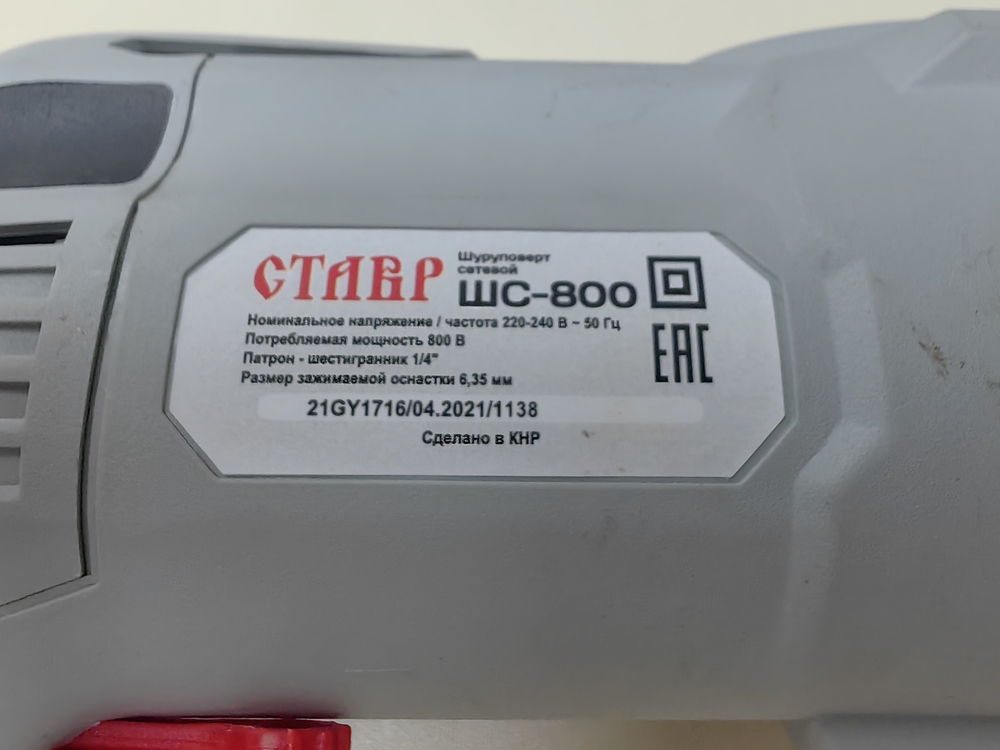 СТАВР
Шуруповерт
сетевой
ШС-800
Номинальное напряжение / частота 220-240 В ~ 50 Гц
Потребляемая мощность 800 В
Патрон - шестигранник 1/4"
Размер зажимаемой оснастки 6,35 мм
EAC
21GY1716/04.2021/1138
Сделано в КНР